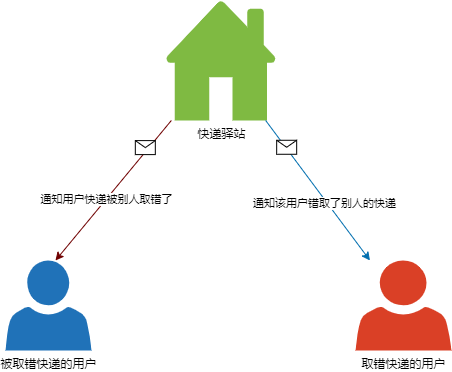 快递驿站
通知用户快递被别人取错了
通知该用户错取了别人的快递
被取错快递的用户
取错快递的用户